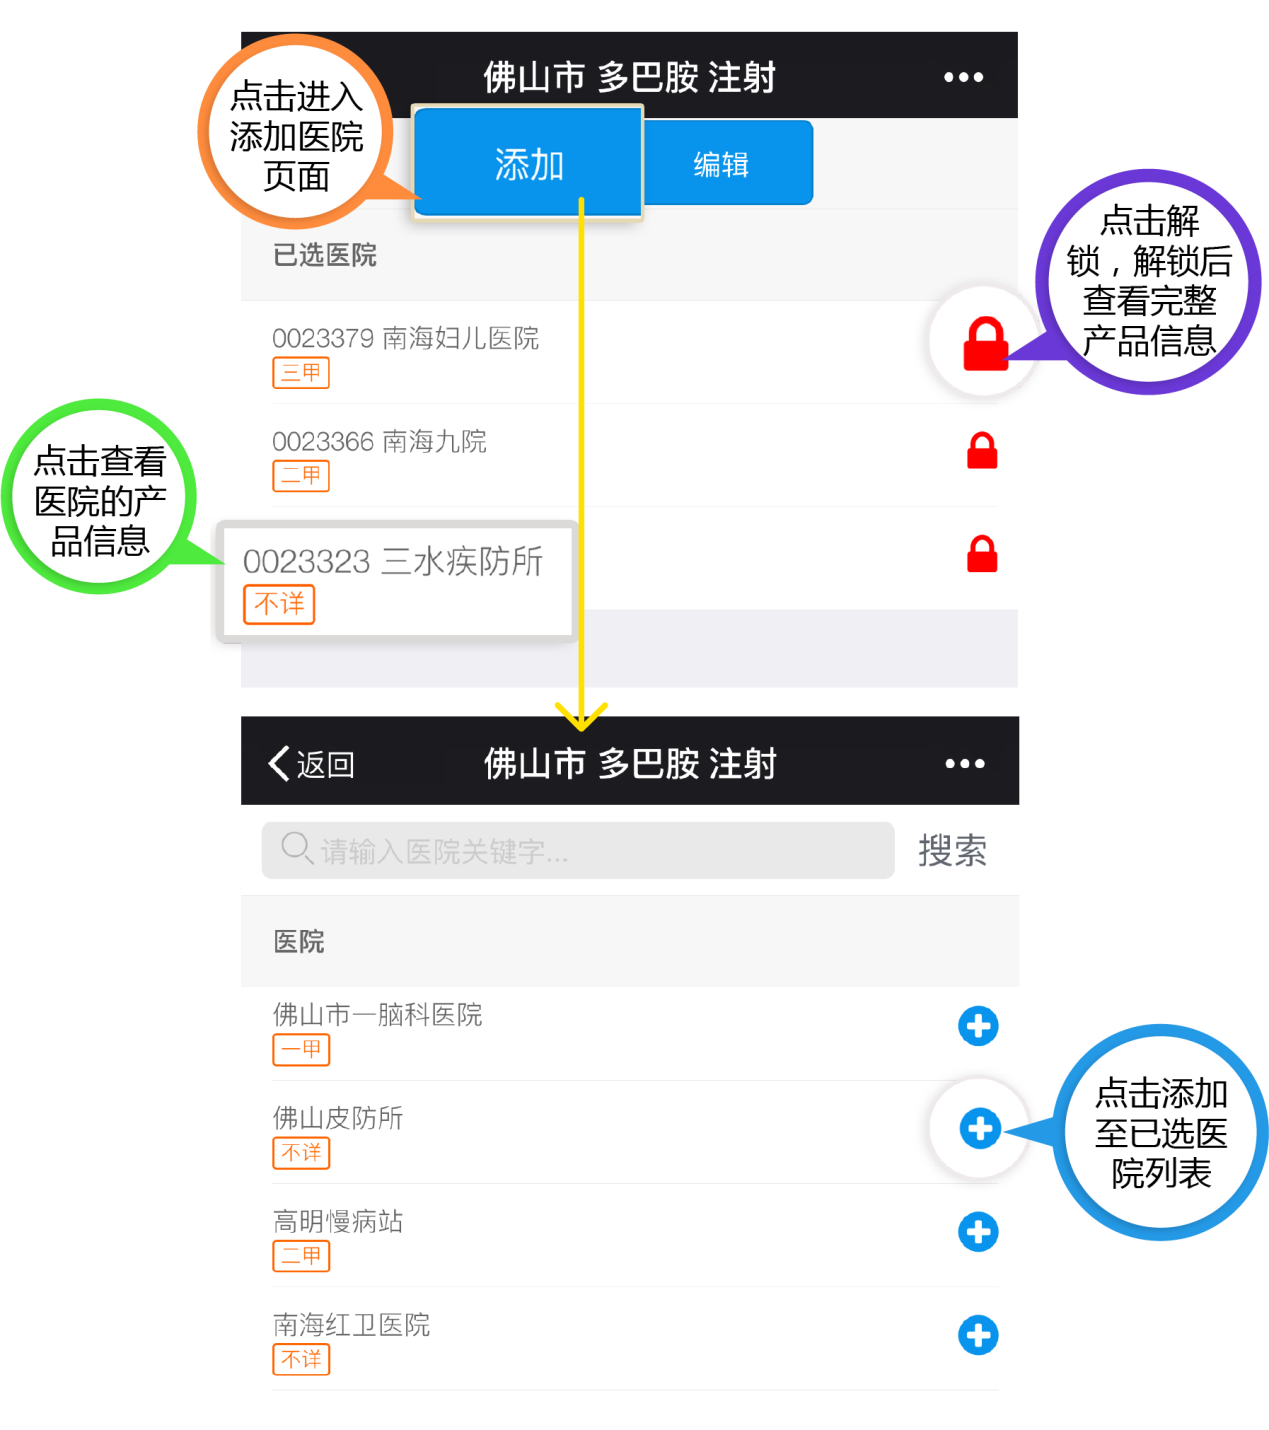 佛山市 多巴胺 注射
点击进入
添加医院
页面
添加
编辑
已选医院
点击解
锁，解锁后
查看完整
产品信息
0023379 南海妇儿医院
三甲
0023366 南海九院
二甲
点击查看
医院的产
品信息
0023323 三水疾防所
不详
返回
佛山市 多巴胺 注射
请输入医院关键字...
搜索
医院
佛山市一脑科医院
一甲
佛山皮防所
不详
点击添加
至已选医
院列表
高明慢病站
二甲
南海红卫医院
不详